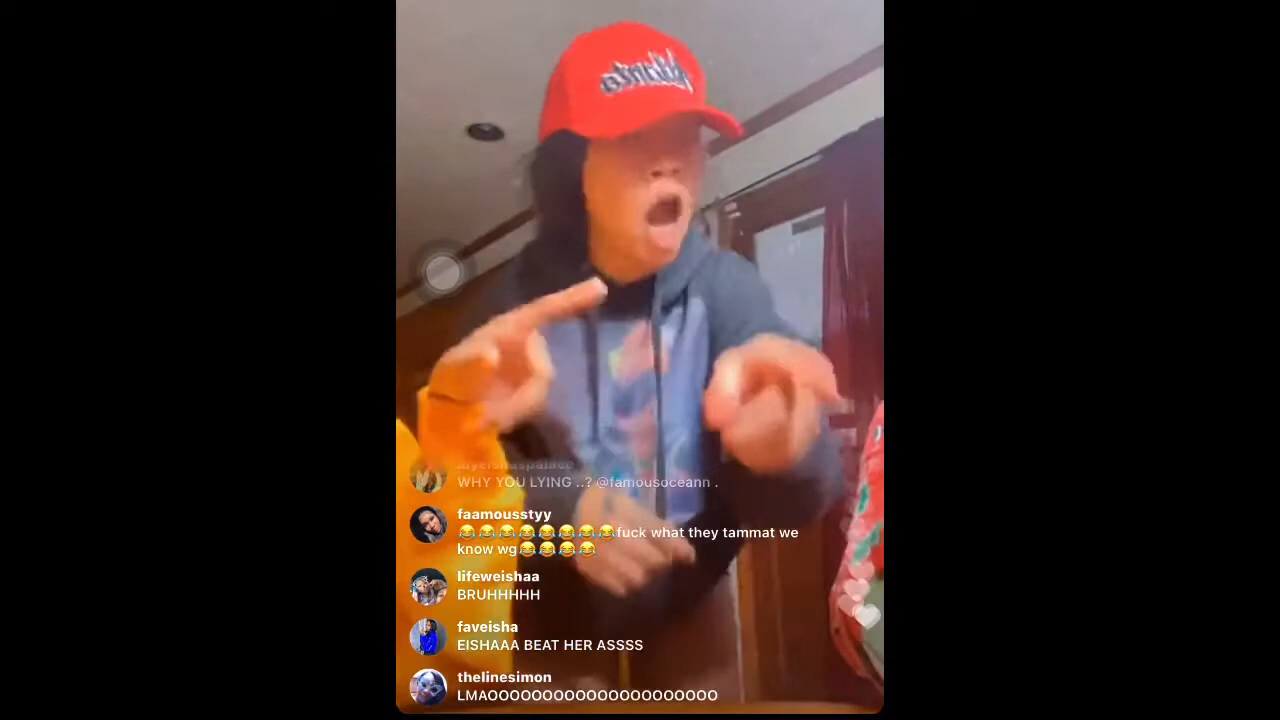 WHY YOU LYING ..? @famousoceann .
faamousstyy
😂😂😂😂😂😂😂😂fuck what they tammat we
know wg😂😂😂😂
lifeweishaa
BRUHHHHH
faveisha
EISHAAA BEAT HER ASSSS
thelinesimon
LMAOOOOOOOOOOOOOOOOOOOOO